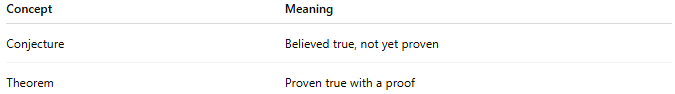 Concept Meaning
Conjecture Believed true, not yet proven
Theorem Proven true with a proof